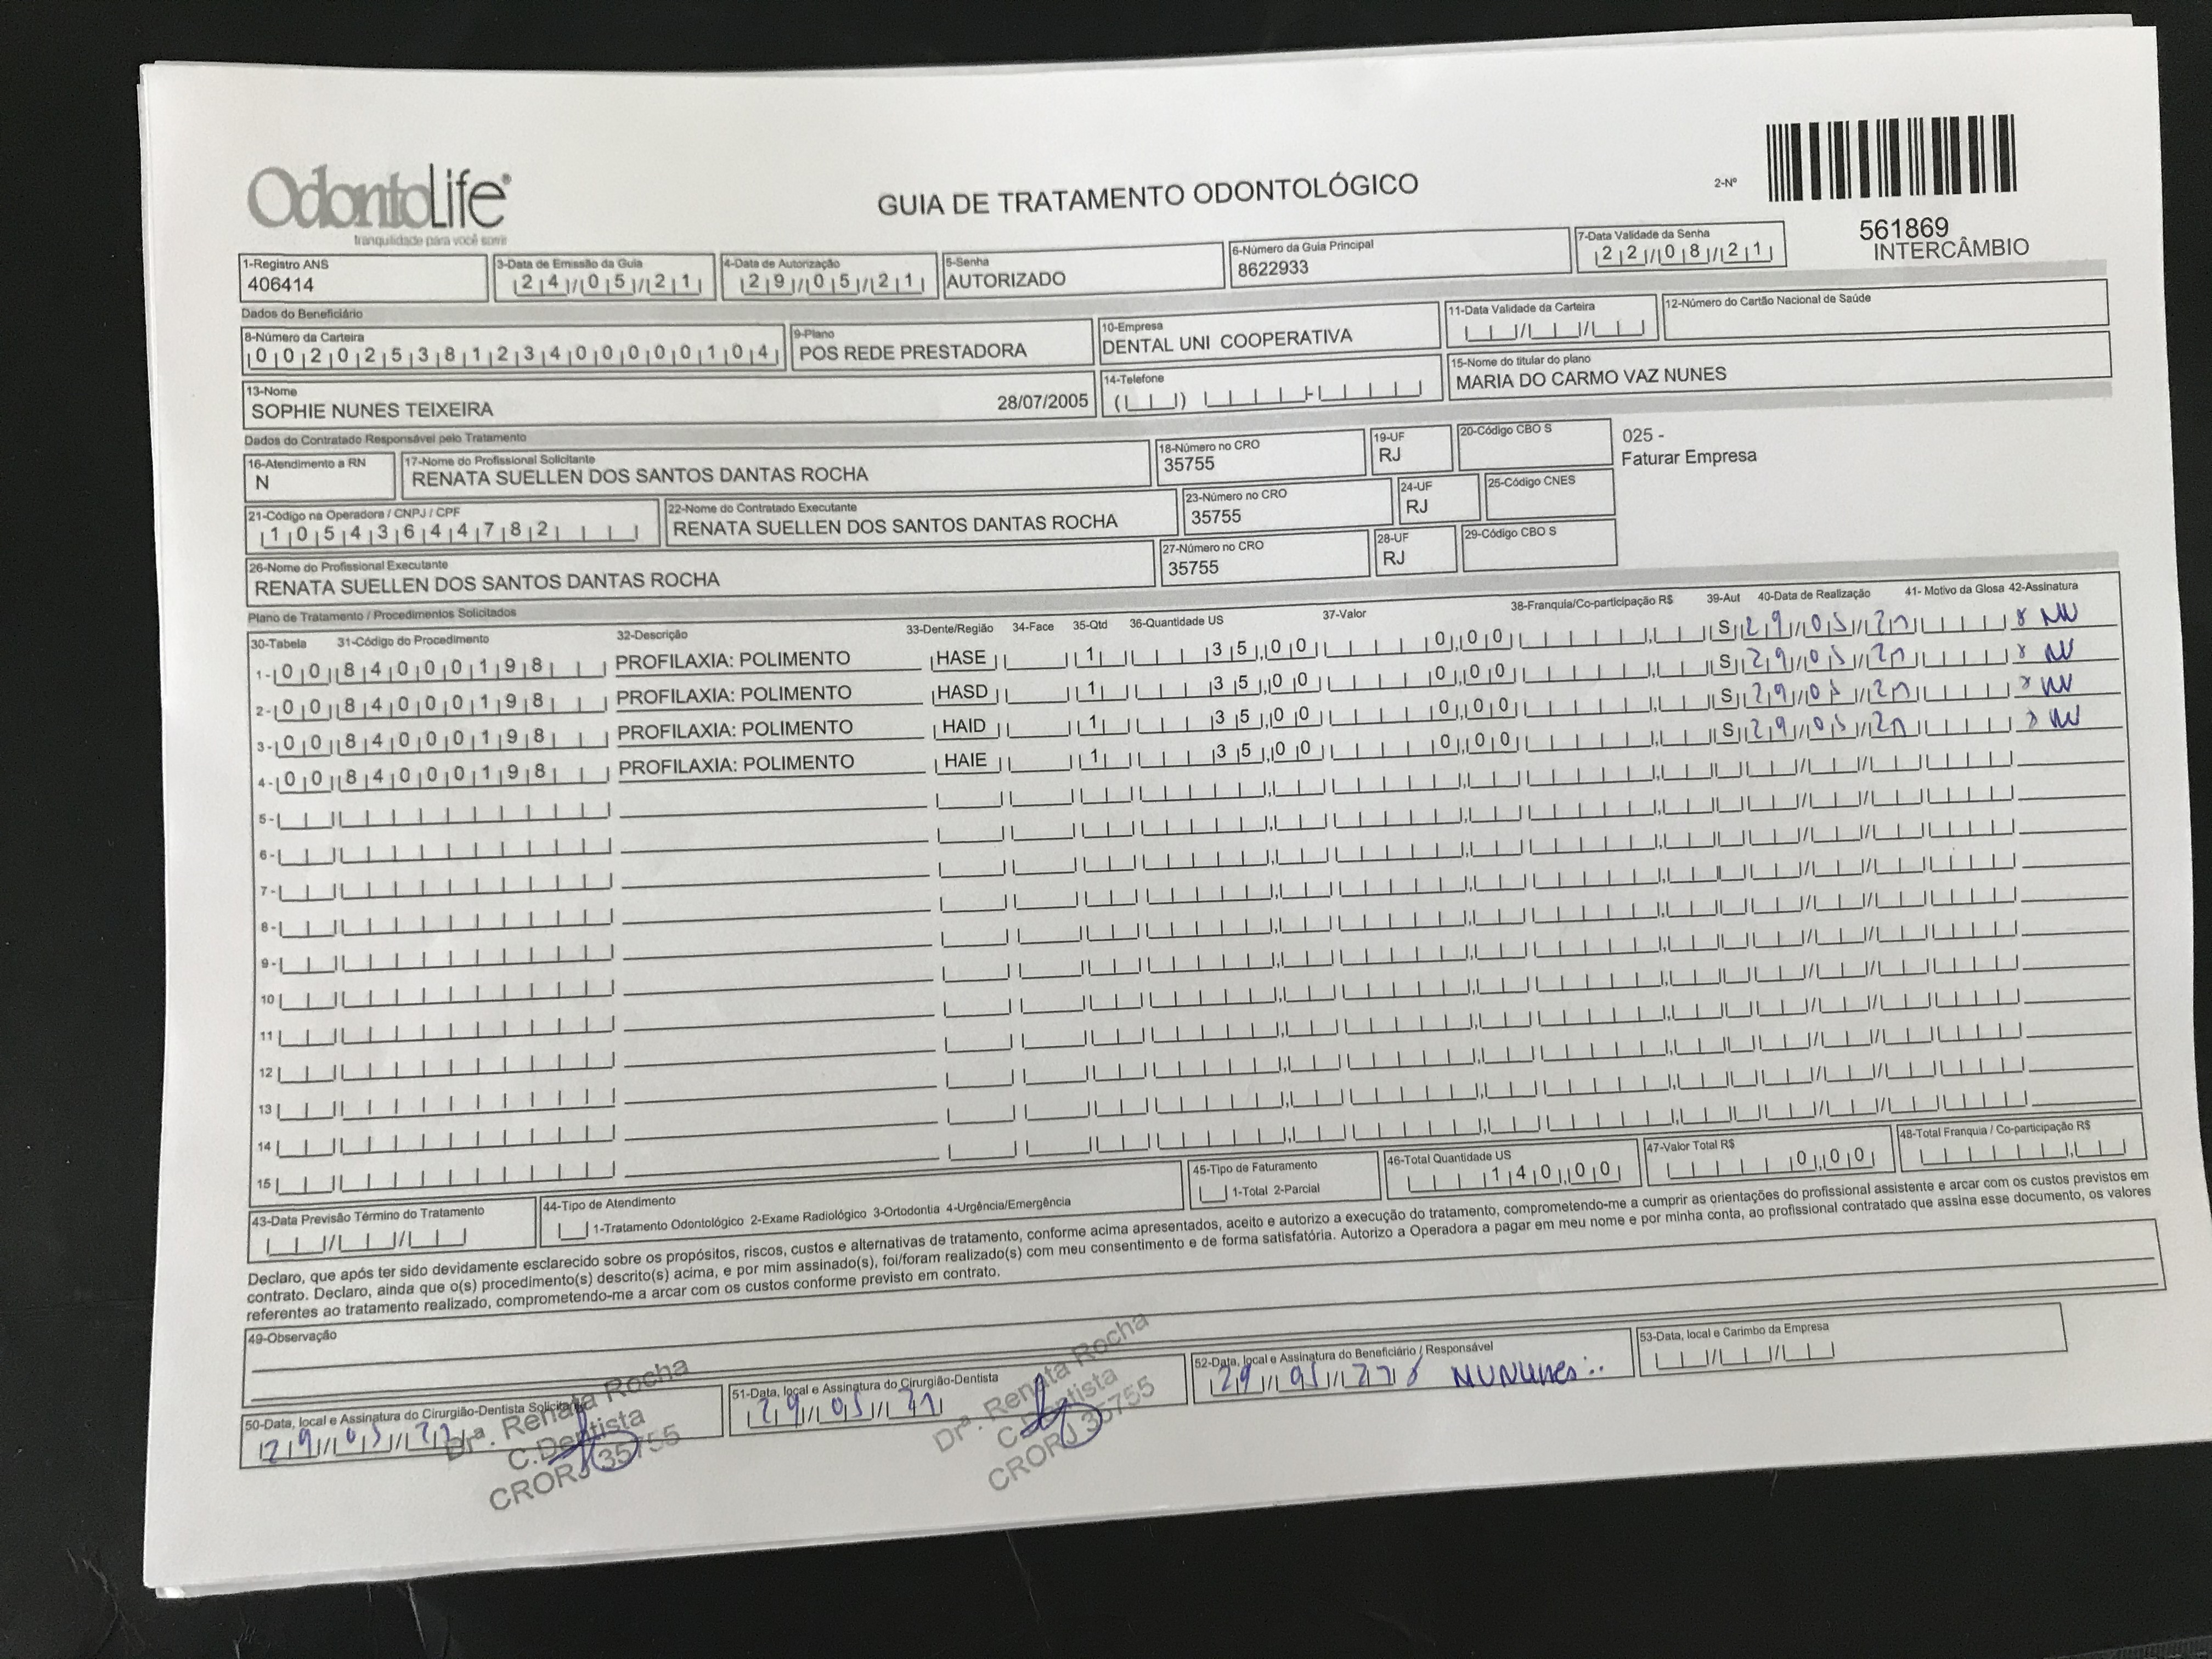 OdontoLife®
tranquilidade para você sorrir
GUIA DE TRATAMENTO ODONTOLÓGICO
2-Nº
561869
INTERCÂMBIO
1-Registro ANS
406414
3-Data de Emissão da Guia
24/05/21
4-Data de Autorização
29/05/21
5-Senha
AUTORIZADO
6-Número da Guia Principal
8622933
7-Data Validade da Senha
22/08/21
Dados do Beneficiário
8-Número da Carteira
00202538123400000104
9-Plano
POS REDE PRESTADORA
10-Empresa
DENTAL UNI COOPERATIVA
11-Data Validade da Carteira
12-Número do Cartão Nacional de Saúde
13-Nome
SOPHIE NUNES TEIXEIRA 28/07/2005
14-Telefone
15-Nome do titular do plano
MARIA DO CARMO VAZ NUNES
Dados do Contratado Responsável pelo Tratamento
16-Atendimento a RN
N
17-Nome do Profissional Solicitante
RENATA SUELLEN DOS SANTOS DANTAS ROCHA
18-Número no CRO
35755
19-UF
RJ
20-Código CBO S
025 -
Faturar Empresa
21-Código na Operadora / CNPJ / CPF
10543644782
22-Nome do Contratado Executante
RENATA SUELLEN DOS SANTOS DANTAS ROCHA
23-Número no CRO
35755
24-UF
RJ
25-Código CNES
26-Nome do Profissional Executante
RENATA SUELLEN DOS SANTOS DANTAS ROCHA
27-Número no CRO
35755
28-UF
RJ
29-Código CBO S
Plano de Tratamento / Procedimentos Solicitados
30-Tabela 31-Código do Procedimento 32-Descrição 33-Dente/Região 34-Face 35-Qtd 36-Quantidade US 37-Valor 38-Franquia/Co-participação R$ 39-Aut 40-Data de Realização 41- Motivo da Glosa 42-Assinatura
1- 00 84000198 PROFILAXIA: POLIMENTO HASE 1 35,00 0,00 S 29/05/21
2- 00 84000198 PROFILAXIA: POLIMENTO HASD 1 35,00 0,00 S 29/05/21
3- 00 84000198 PROFILAXIA: POLIMENTO HAID 1 35,00 0,00 S 29/05/21
4- 00 84000198 PROFILAXIA: POLIMENTO HAIE 1 35,00 0,00 S 29/05/21
5-
6-
7-
8-
9-
10
11
12
13
14
15
43-Data Previsão Término do Tratamento
44-Tipo de Atendimento
1-Tratamento Odontológico 2-Exame Radiológico 3-Ortodontia 4-Urgência/Emergência
45-Tipo de Faturamento
1-Total 2-Parcial
46-Total Quantidade US
140,00
47-Valor Total R$
0,00
48-Total Franquia / Co-participação R$
Declaro, que após ter sido devidamente esclarecido sobre os propósitos, riscos, custos e alternativas de tratamento, conforme acima apresentados, aceito e autorizo a execução do tratamento, comprometendo-me a cumprir as orientações do profissional assistente e arcar com os custos previstos em
contrato. Declaro, ainda que o(s) procedimento(s) descrito(s) acima, e por mim assinado(s), foi/foram realizado(s) com meu consentimento e de forma satisfatória. Autorizo a Operadora a pagar em meu nome e por minha conta, ao profissional contratado que assina esse documento, os valores
referentes ao tratamento realizado, comprometendo-me a arcar com os custos conforme previsto em contrato.
49-Observação
50-Data, local e Assinatura do Cirurgião-Dentista Solicitante
29/05/21
Drª. Renata Rocha
C.Dentista
CRORJ 35755
51-Data, local e Assinatura do Cirurgião-Dentista
29/05/21
Drª. Renata Rocha
C.Dentista
CRORJ 35755
52-Data, local e Assinatura do Beneficiário / Responsável
29/05/21
53-Data, local e Carimbo da Empresa